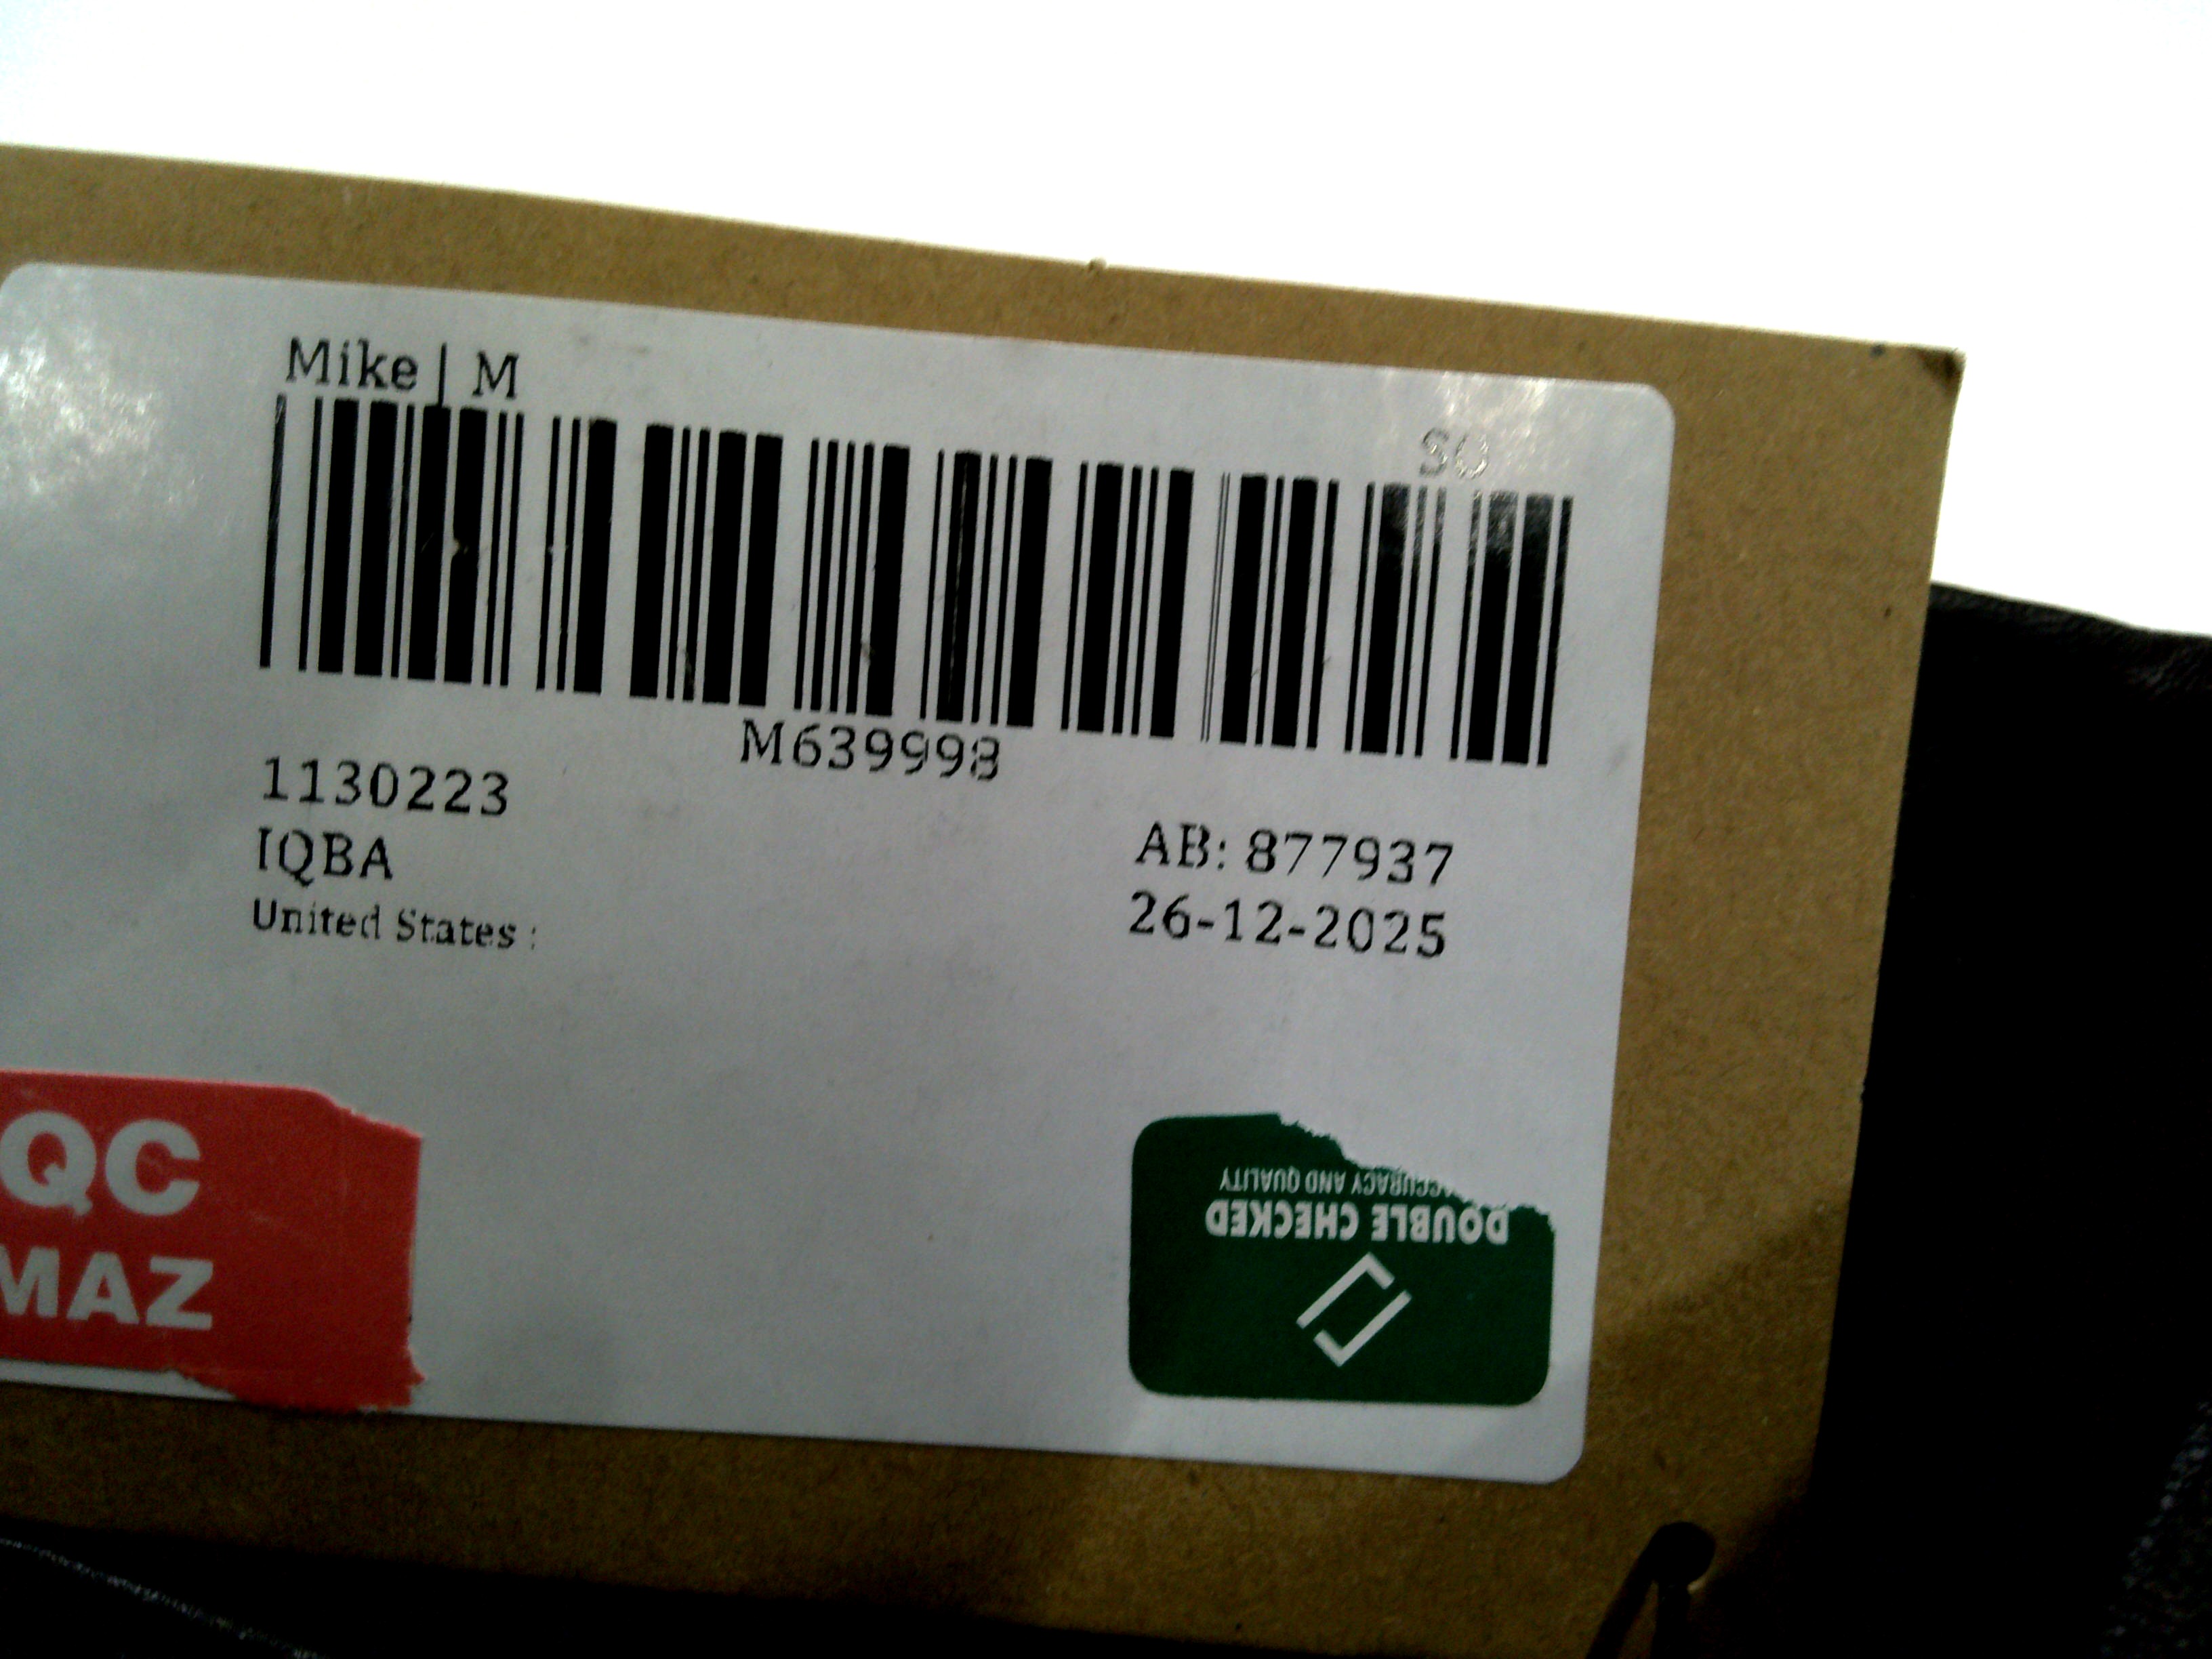 Mike | M
SO
M639998
1130223
IQBA
AB: 877937
United States :
26-12-2025
QC
MAZ
DOUBLE CHECKED
ACCURACY AND QUALITY